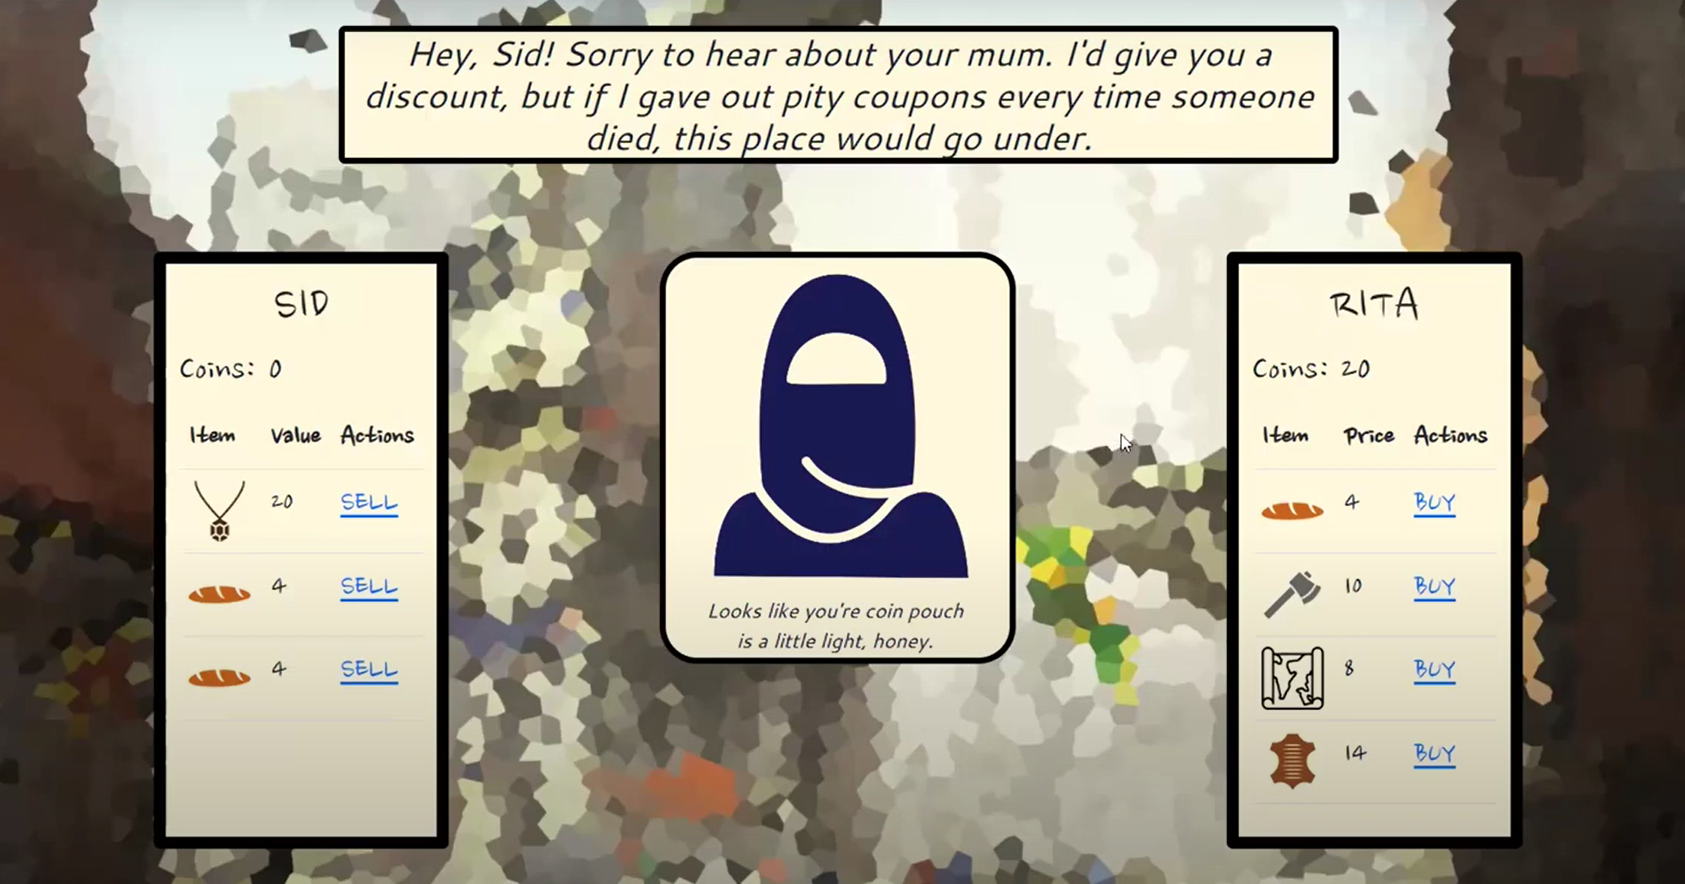 Hey, Sid! Sorry to hear about your mum. I'd give you a
discount, but if I gave out pity coupons every time someone
died, this place would go under.
SID
Coins: 0
Item Value Actions
20 SELL
4 SELL
4 SELL
Looks like you're coin pouch
is a little light, honey.
RITA
Coins: 20
Item Price Actions
4 BUY
10 BUY
8 BUY
14 BUY